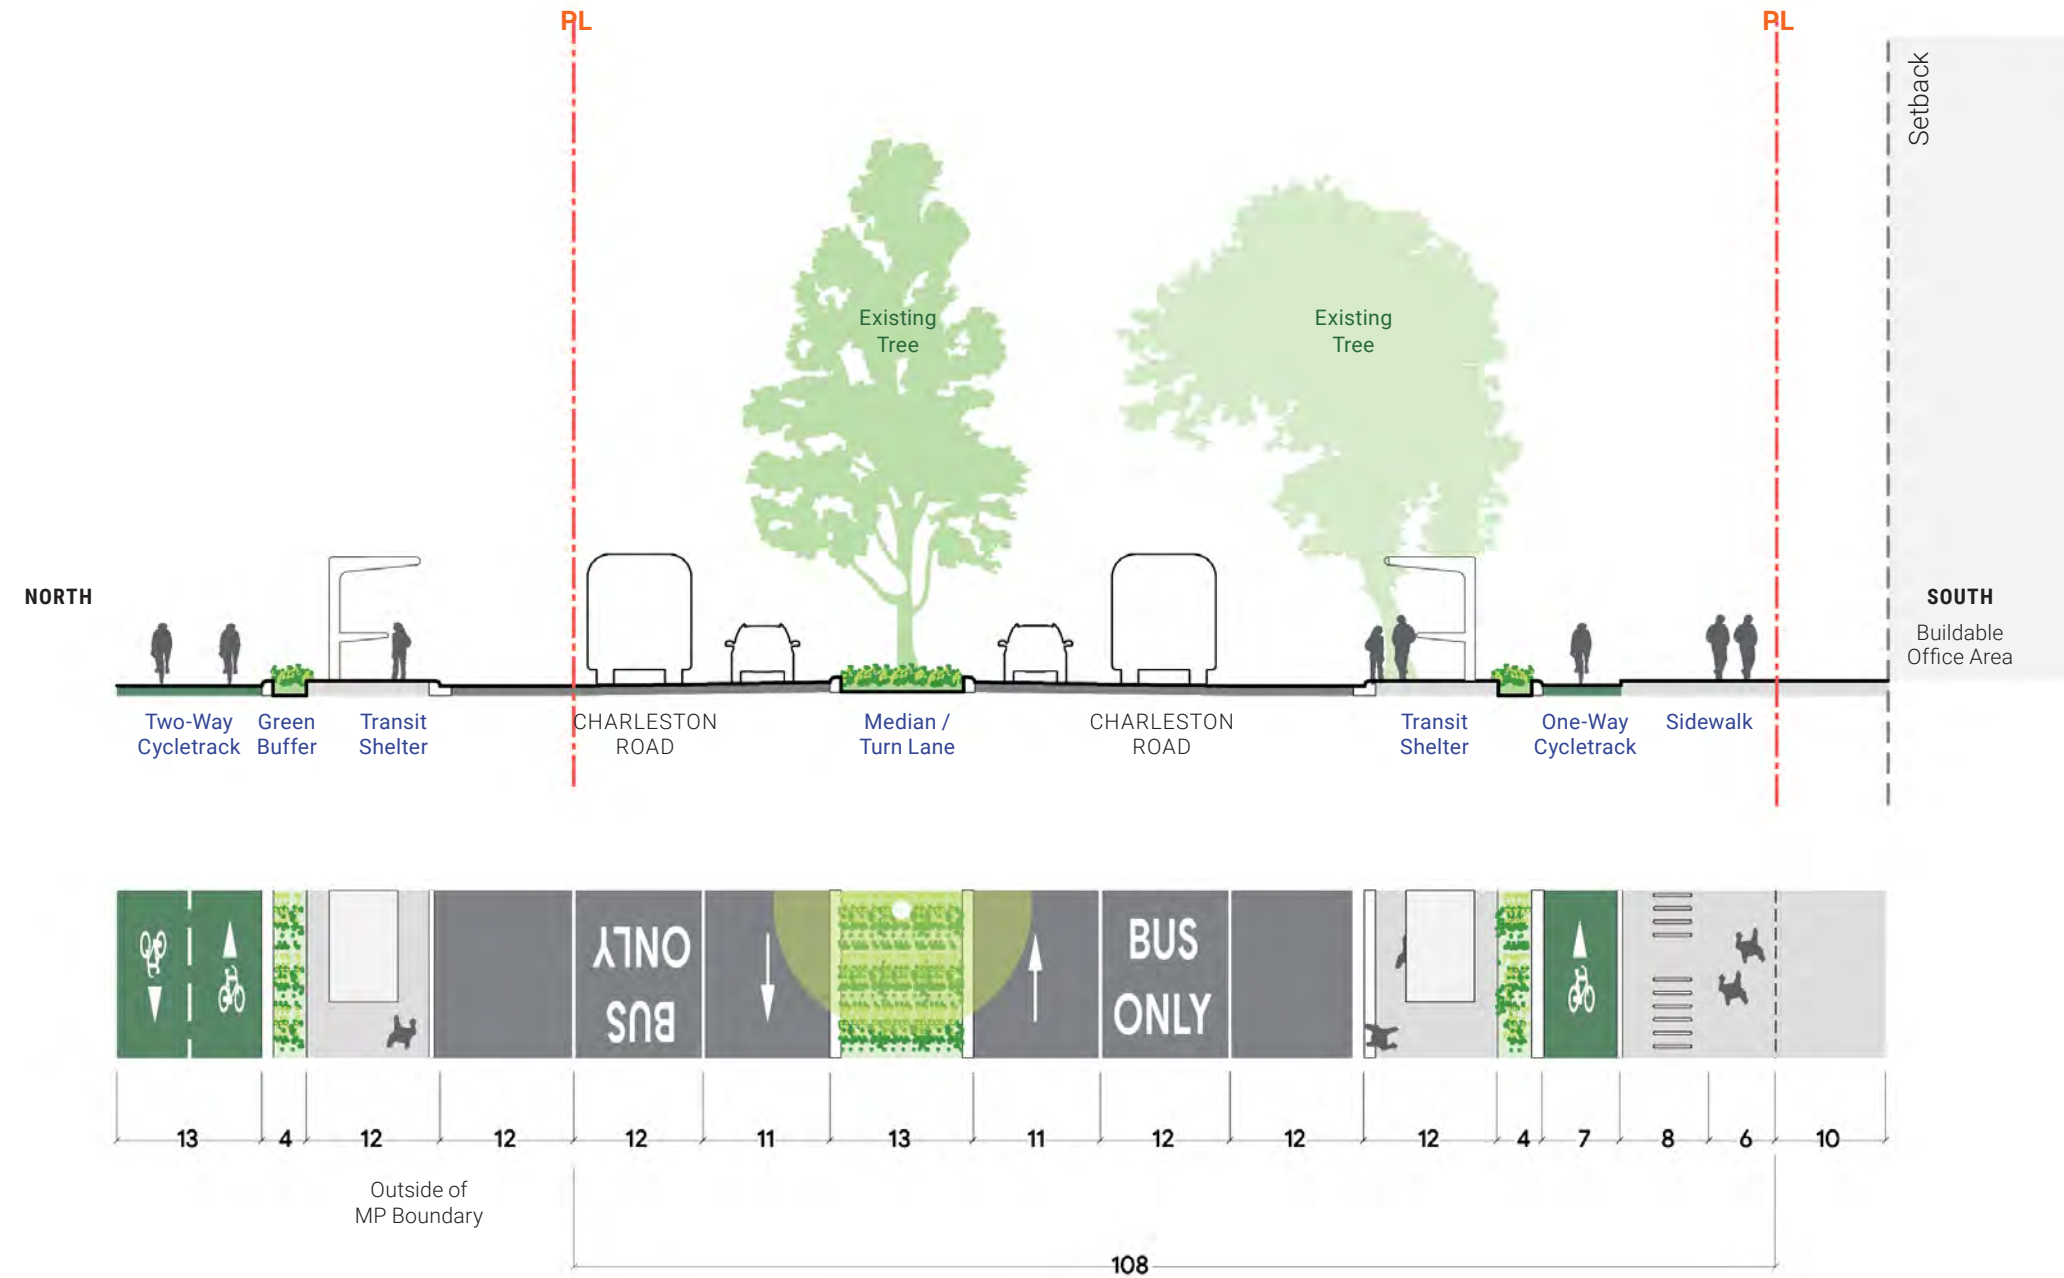 PL
PL
Setback
Existing
Tree
Existing
Tree
NORTH
SOUTH
Buildable
Office Area
Two-Way
Cycletrack
Green
Buffer
Transit
Shelter
CHARLESTON
ROAD
Median /
Turn Lane
CHARLESTON
ROAD
Transit
Shelter
One-Way
Cycletrack
Sidewalk
BUS
ONLY
BUS
ONLY
13
4
12
12
12
11
13
11
12
12
12
4
7
8
6
10
Outside of
MP Boundary
108